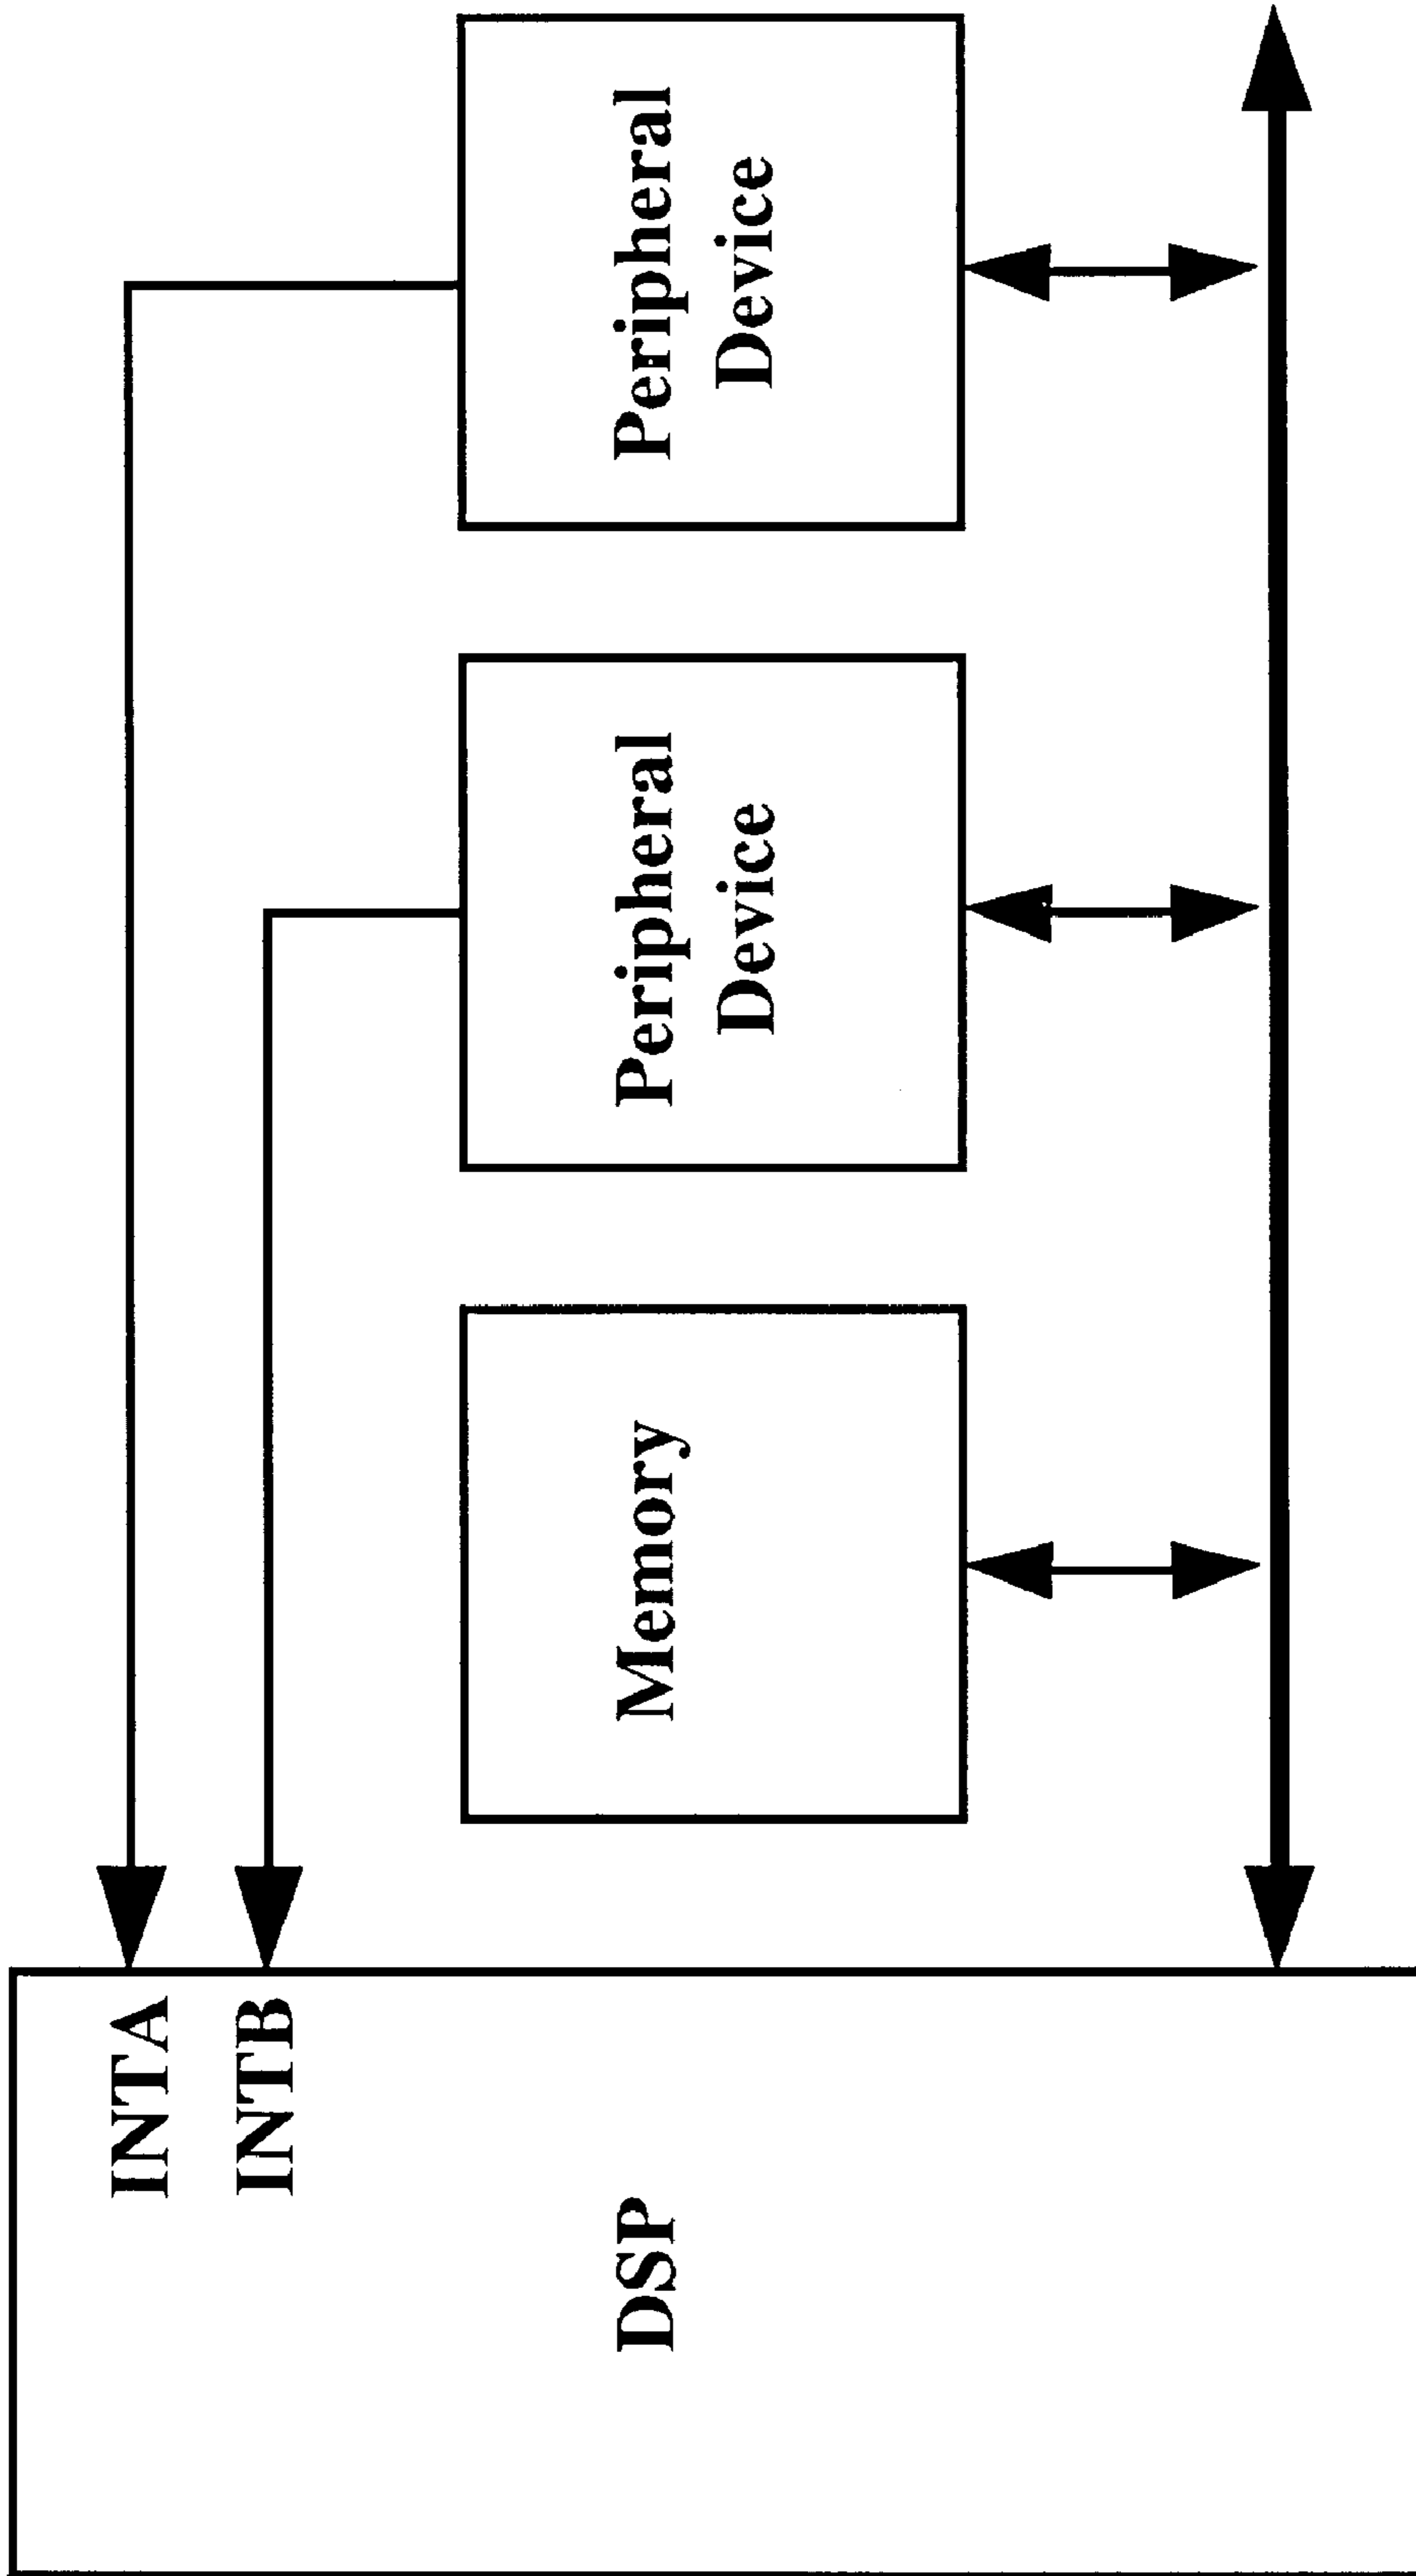 INTA
INTB
DSP
Memory
Peripheral
Device
Peripheral
Device